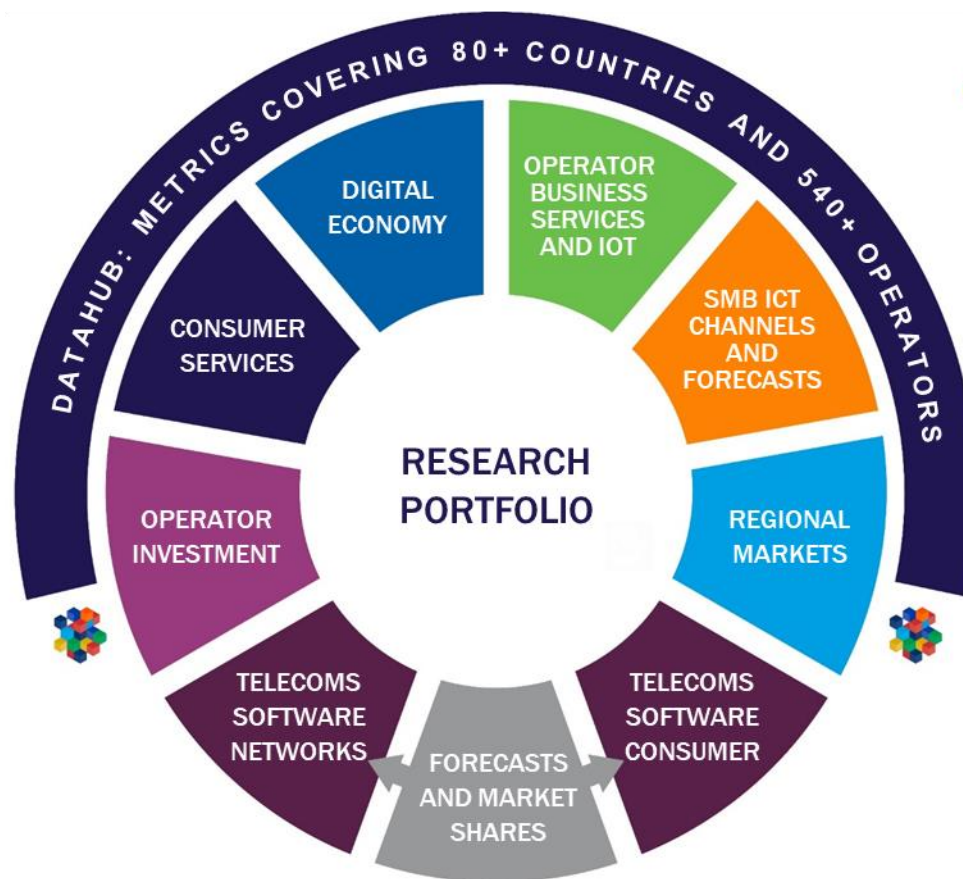 DATAHUB: METRICS COVERING 80+ COUNTRIES AND 540+ OPERATORS
DIGITAL
ECONOMY
OPERATOR
BUSINESS
SERVICES
AND IOT
SMB ICT
CHANNELS
AND
FORECASTS
CONSUMER
SERVICES
RESEARCH
PORTFOLIO
OPERATOR
INVESTMENT
REGIONAL
MARKETS
TELECOMS
SOFTWARE
NETWORKS
FORECASTS
AND MARKET
SHARES
TELECOMS
SOFTWARE
CONSUMER